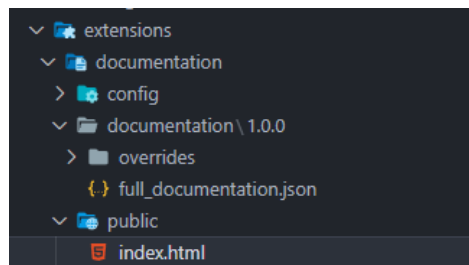 extensions
documentation
config
documentation\1.0.0
overrides
{..} full_documentation.json
public
index.html